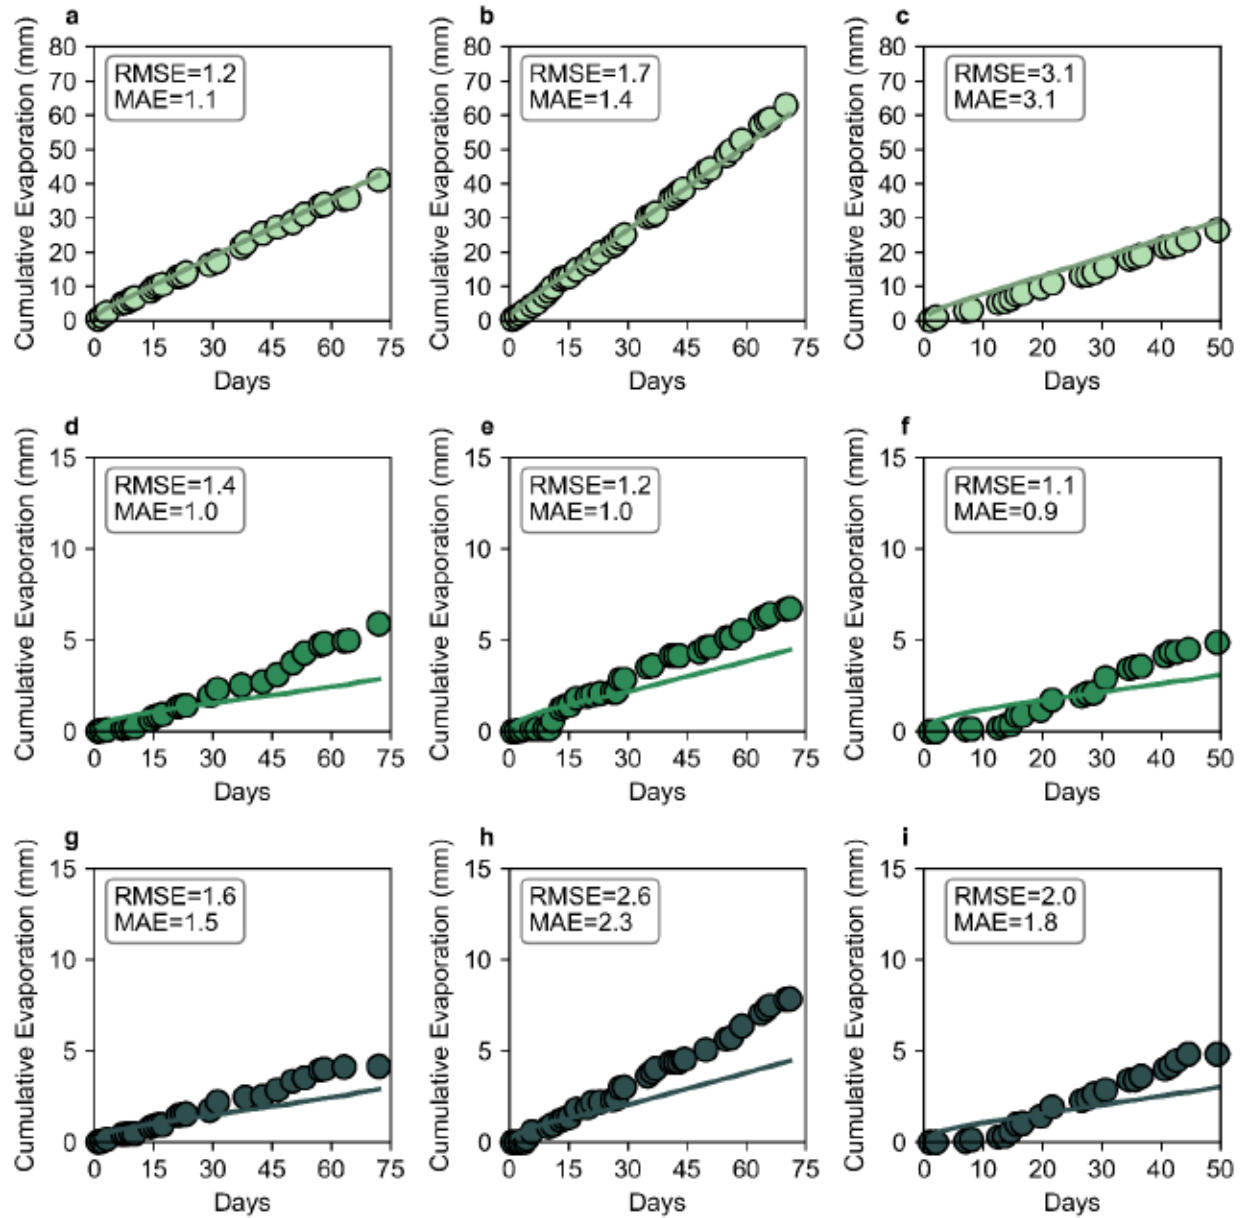 a
Cumulative Evaporation (mm)
80
70
60
50
40
30
20
10
0
RMSE=1.2
MAE=1.1
0 15 30 45 60 75
Days
b
Cumulative Evaporation (mm)
80
70
60
50
40
30
20
10
0
RMSE=1.7
MAE=1.4
0 15 30 45 60 75
Days
c
Cumulative Evaporation (mm)
80
70
60
50
40
30
20
10
0
RMSE=3.1
MAE=3.1
0 10 20 30 40 50
Days
d
Cumulative Evaporation (mm)
15
10
5
0
RMSE=1.4
MAE=1.0
0 15 30 45 60 75
Days
e
Cumulative Evaporation (mm)
15
10
5
0
RMSE=1.2
MAE=1.0
0 15 30 45 60 75
Days
f
Cumulative Evaporation (mm)
15
10
5
0
RMSE=1.1
MAE=0.9
0 10 20 30 40 50
Days
g
Cumulative Evaporation (mm)
15
10
5
0
RMSE=1.6
MAE=1.5
0 15 30 45 60 75
Days
h
Cumulative Evaporation (mm)
15
10
5
0
RMSE=2.6
MAE=2.3
0 15 30 45 60 75
Days
i
Cumulative Evaporation (mm)
15
10
5
0
RMSE=2.0
MAE=1.8
0 10 20 30 40 50
Days